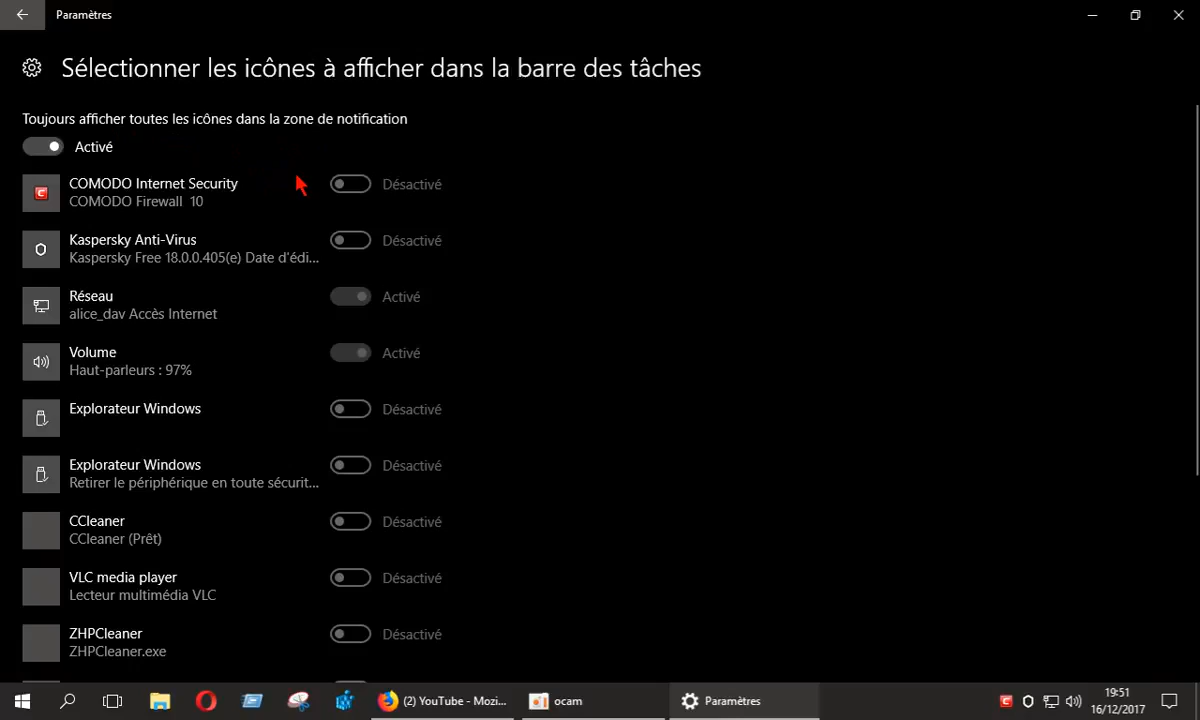 Paramètres
Sélectionner les icônes à afficher dans la barre des tâches
Toujours afficher toutes les icônes dans la zone de notification
Activé
COMODO Internet Security
COMODO Firewall 10
Désactivé
Kaspersky Anti-Virus
Kaspersky Free 18.0.0.405(e) Date d'édi...
Désactivé
Réseau
alice_dav Accès Internet
Activé
Volume
Haut-parleurs : 97%
Activé
Explorateur Windows
Désactivé
Explorateur Windows
Retirer le périphérique en toute sécurit...
Désactivé
CCleaner
CCleaner (Prêt)
Désactivé
VLC media player
Lecteur multimédia VLC
Désactivé
ZHPCleaner
ZHPCleaner.exe
Désactivé
(2) YouTube - Mozi...
ocam
Paramètres
19:51
16/12/2017